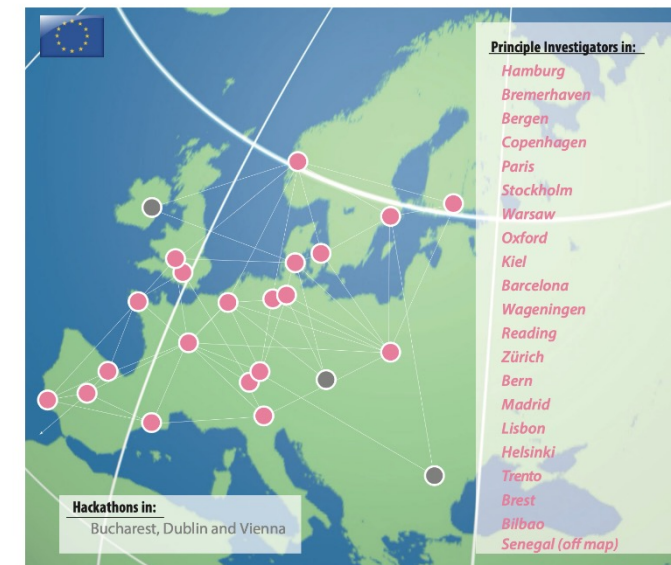 Principle Investigators in:
Hamburg
Bremerhaven
Bergen
Copenhagen
Paris
Stockholm
Warsaw
Oxford
Kiel
Barcelona
Wageningen
Reading
Zürich
Bern
Madrid
Lisbon
Helsinki
Trento
Brest
Bilbao
Senegal (off map)
Hackathons in:
Bucharest, Dublin and Vienna